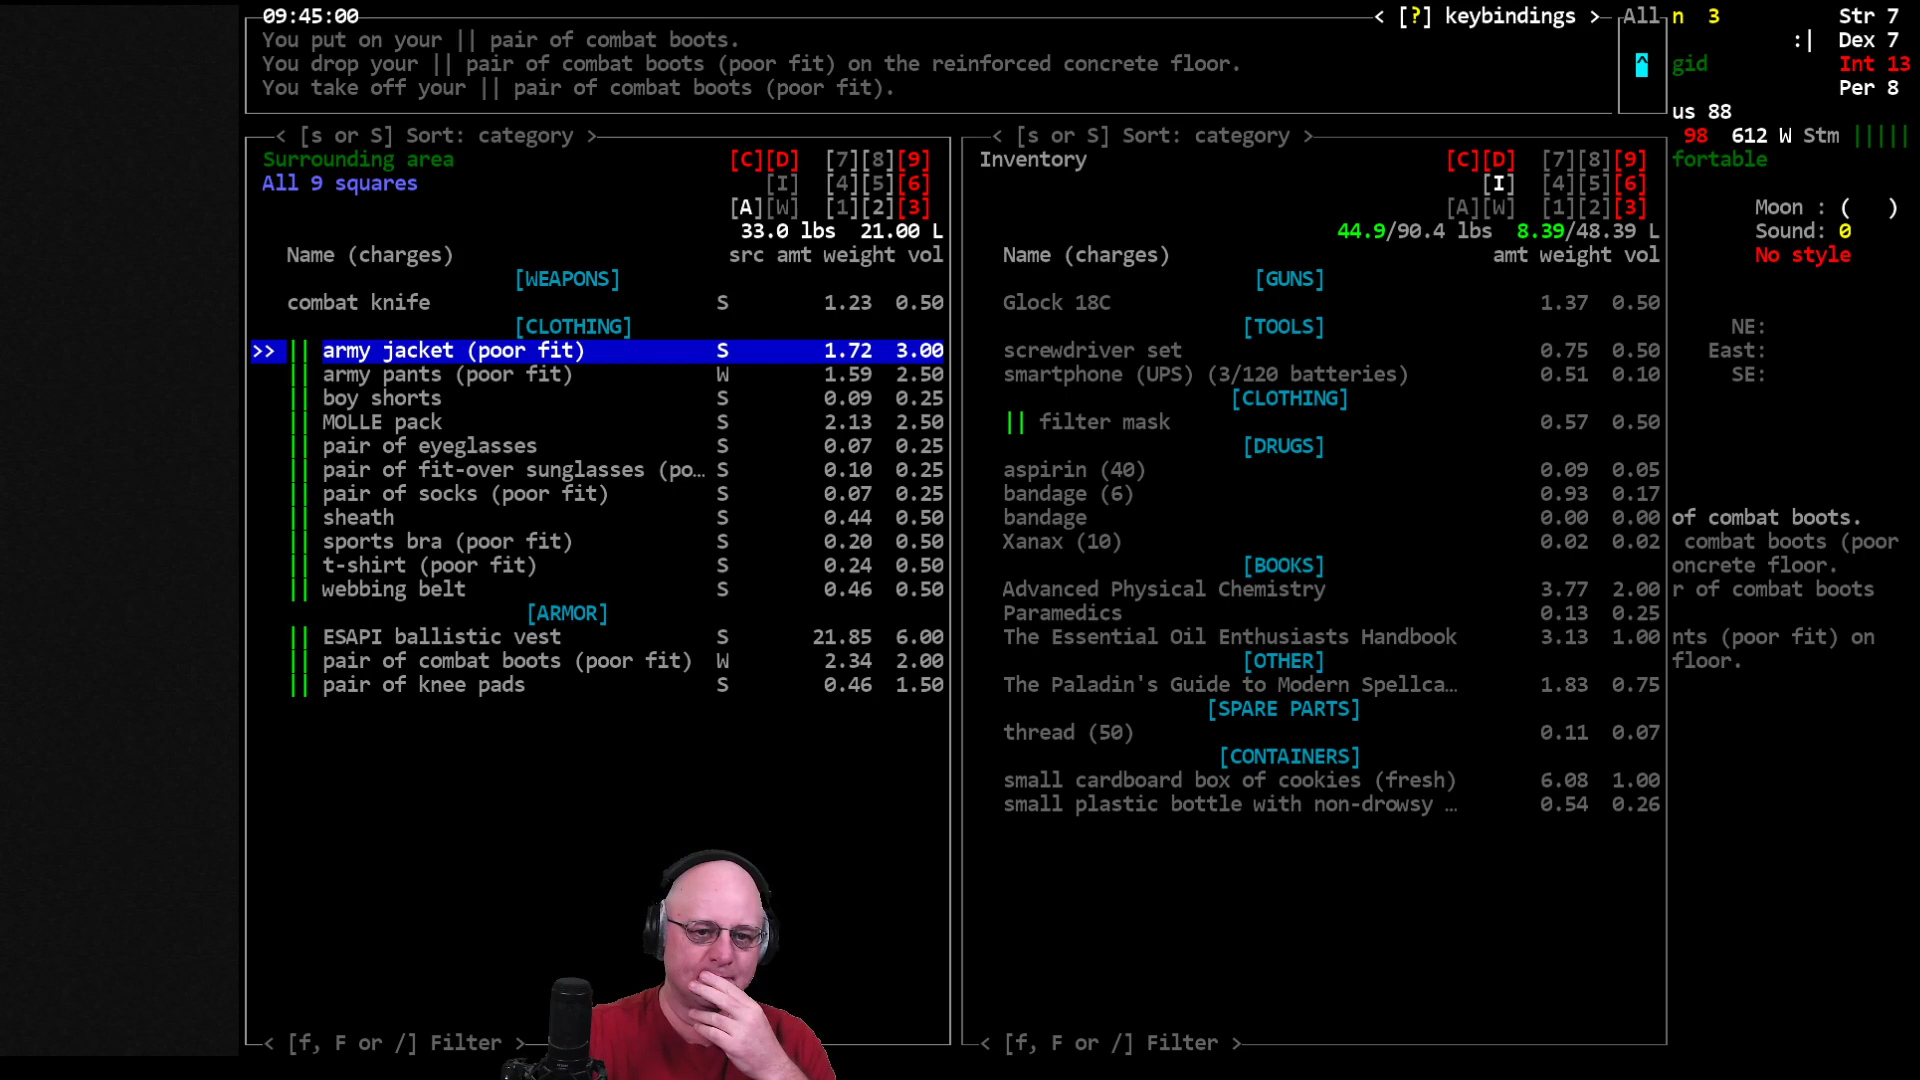 09:45:00 < [?] keybindings > All n 3 Str 7
You put on your || pair of combat boots. :| Dex 7
You drop your || pair of combat boots (poor fit) on the reinforced concrete floor. ^ gid Int 13
You take off your || pair of combat boots (poor fit). Per 8
us 88
< [s or S] Sort: category > < [s or S] Sort: category > 98 612 W Stm |||||
Surrounding area [C][D] [7][8][9] Inventory [C][D] [7][8][9] fortable
All 9 squares [I] [4][5][6] [I] [4][5][6]
[A][W] [1][2][3] [A][W] [1][2][3] Moon : ( )
33.0 lbs 21.00 L 44.9/90.4 lbs 8.39/48.39 L Sound: 0
Name (charges) src amt weight vol Name (charges) amt weight vol No style
[WEAPONS] [GUNS]
combat knife S 1.23 0.50 Glock 18C 1.37 0.50
[CLOTHING] [TOOLS] NE:
>> || army jacket (poor fit) S 1.72 3.00 screwdriver set 0.75 0.50 East:
|| army pants (poor fit) W 1.59 2.50 smartphone (UPS) (3/120 batteries) 0.51 0.10 SE:
|| boy shorts S 0.09 0.25 [CLOTHING]
|| MOLLE pack S 2.13 2.50 || filter mask 0.57 0.50
|| pair of eyeglasses S 0.07 0.25 [DRUGS]
|| pair of fit-over sunglasses (po… S 0.10 0.25 aspirin (40) 0.09 0.05
|| pair of socks (poor fit) S 0.07 0.25 bandage (6) 0.93 0.17
|| sheath S 0.44 0.50 bandage 0.00 0.00 of combat boots.
|| sports bra (poor fit) S 0.20 0.50 Xanax (10) 0.02 0.02 combat boots (poor
|| t-shirt (poor fit) S 0.24 0.50 [BOOKS] oncrete floor.
|| webbing belt S 0.46 0.50 Advanced Physical Chemistry 3.77 2.00 r of combat boots
[ARMOR] Paramedics 0.13 0.25
|| ESAPI ballistic vest S 21.85 6.00 The Essential Oil Enthusiasts Handbook 3.13 1.00 nts (poor fit) on
|| pair of combat boots (poor fit) W 2.34 2.00 [OTHER] floor.
|| pair of knee pads S 0.46 1.50 The Paladin's Guide to Modern Spellca… 1.83 0.75
[SPARE PARTS]
thread (50) 0.11 0.07
[CONTAINERS]
small cardboard box of cookies (fresh) 6.08 1.00
small plastic bottle with non-drowsy … 0.54 0.26
< [f, F or /] Filter > < [f, F or /] Filter >